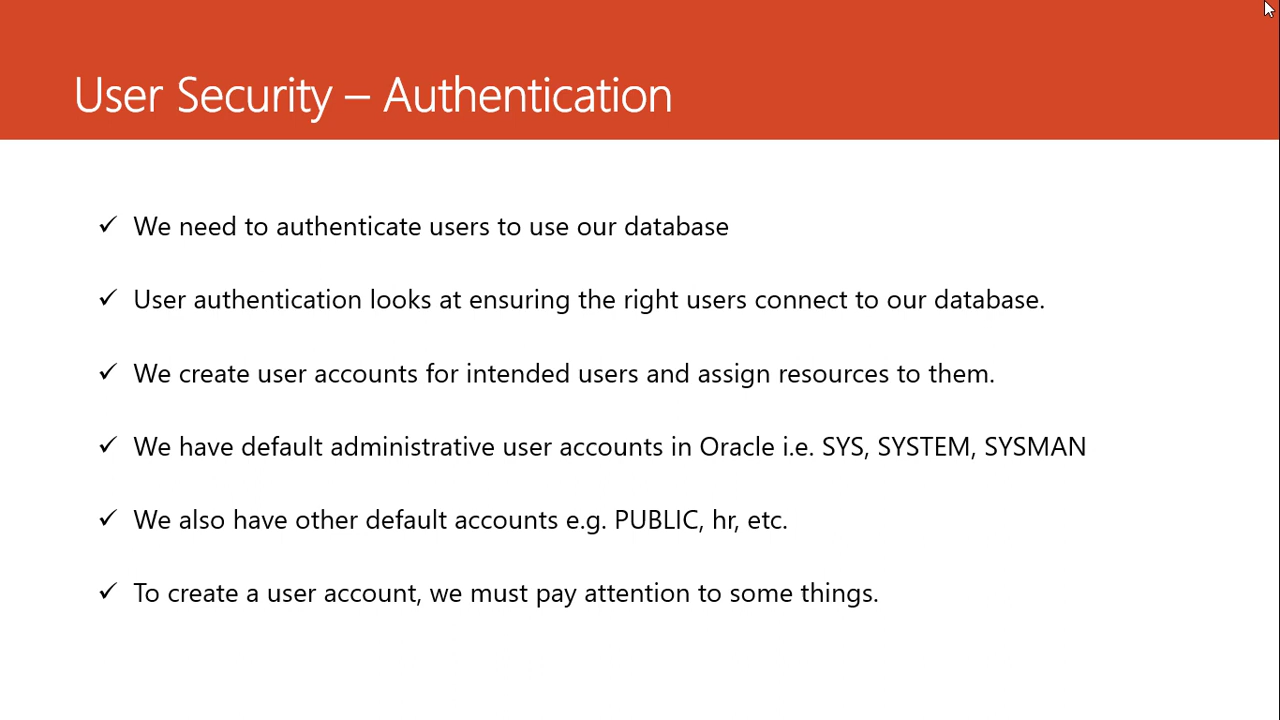 User Security – Authentication
✓ We need to authenticate users to use our database
✓ User authentication looks at ensuring the right users connect to our database.
✓ We create user accounts for intended users and assign resources to them.
✓ We have default administrative user accounts in Oracle i.e. SYS, SYSTEM, SYSMAN
✓ We also have other default accounts e.g. PUBLIC, hr, etc.
✓ To create a user account, we must pay attention to some things.